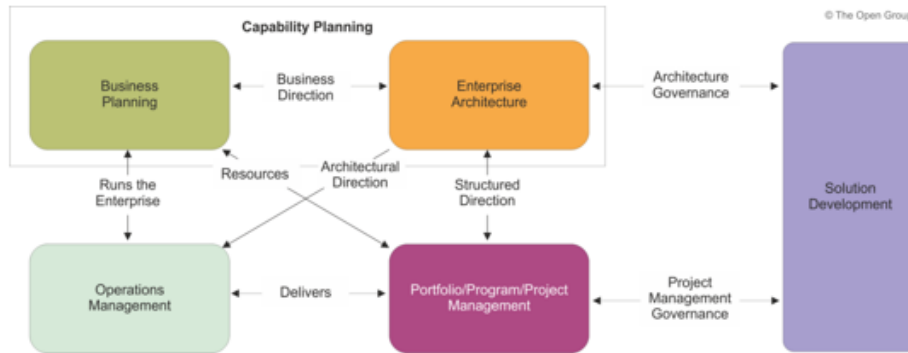 © The Open Group
Capability Planning
Business
Planning
Business
Direction
Enterprise
Architecture
Architecture
Governance
Runs the
Enterprise
Resources
Architectural
Direction
Structured
Direction
Solution
Development
Operations
Management
Delivers
Portfolio/Program/Project
Management
Project
Management
Governance